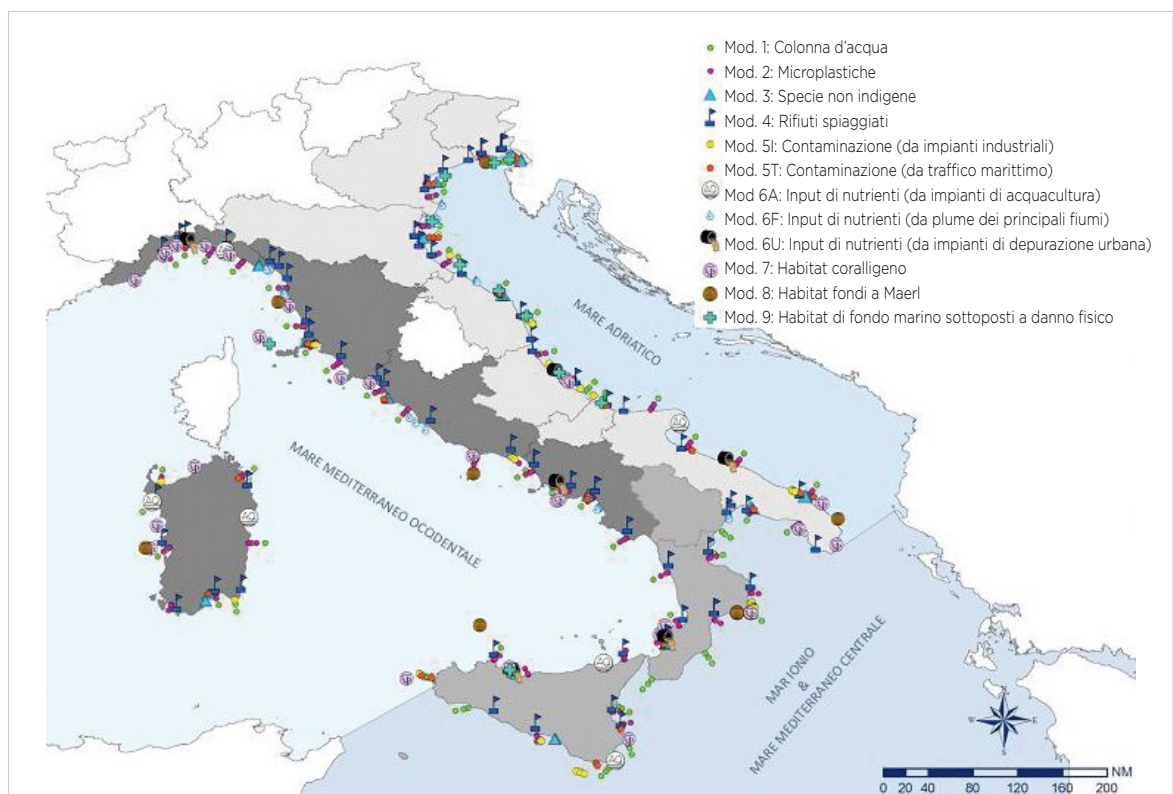 Mod. 1: Colonna d'acqua
Mod. 2: Microplastiche
Mod. 3: Specie non indigene
Mod. 4: Rifiuti spiaggiati
Mod. 5I: Contaminazione (da impianti industriali)
Mod. 5T: Contaminazione (da traffico marittimo)
Mod 6A: Input di nutrienti (da impianti di acquacultura)
Mod. 6F: Input di nutrienti (da plume dei principali fiumi)
Mod. 6U: Input di nutrienti (da impianti di depurazione urbana)
Mod. 7: Habitat coralligeno
Mod. 8: Habitat fondi a Maerl
Mod. 9: Habitat di fondo marino sottoposti a danno fisico
MARE ADRIATICO
MARE MEDITERRANEO OCCIDENTALE
MAR IONIO
&
MARE MEDITERRANEO CENTRALE
N
W E
S
NM
0 20 40 80 120 160 200